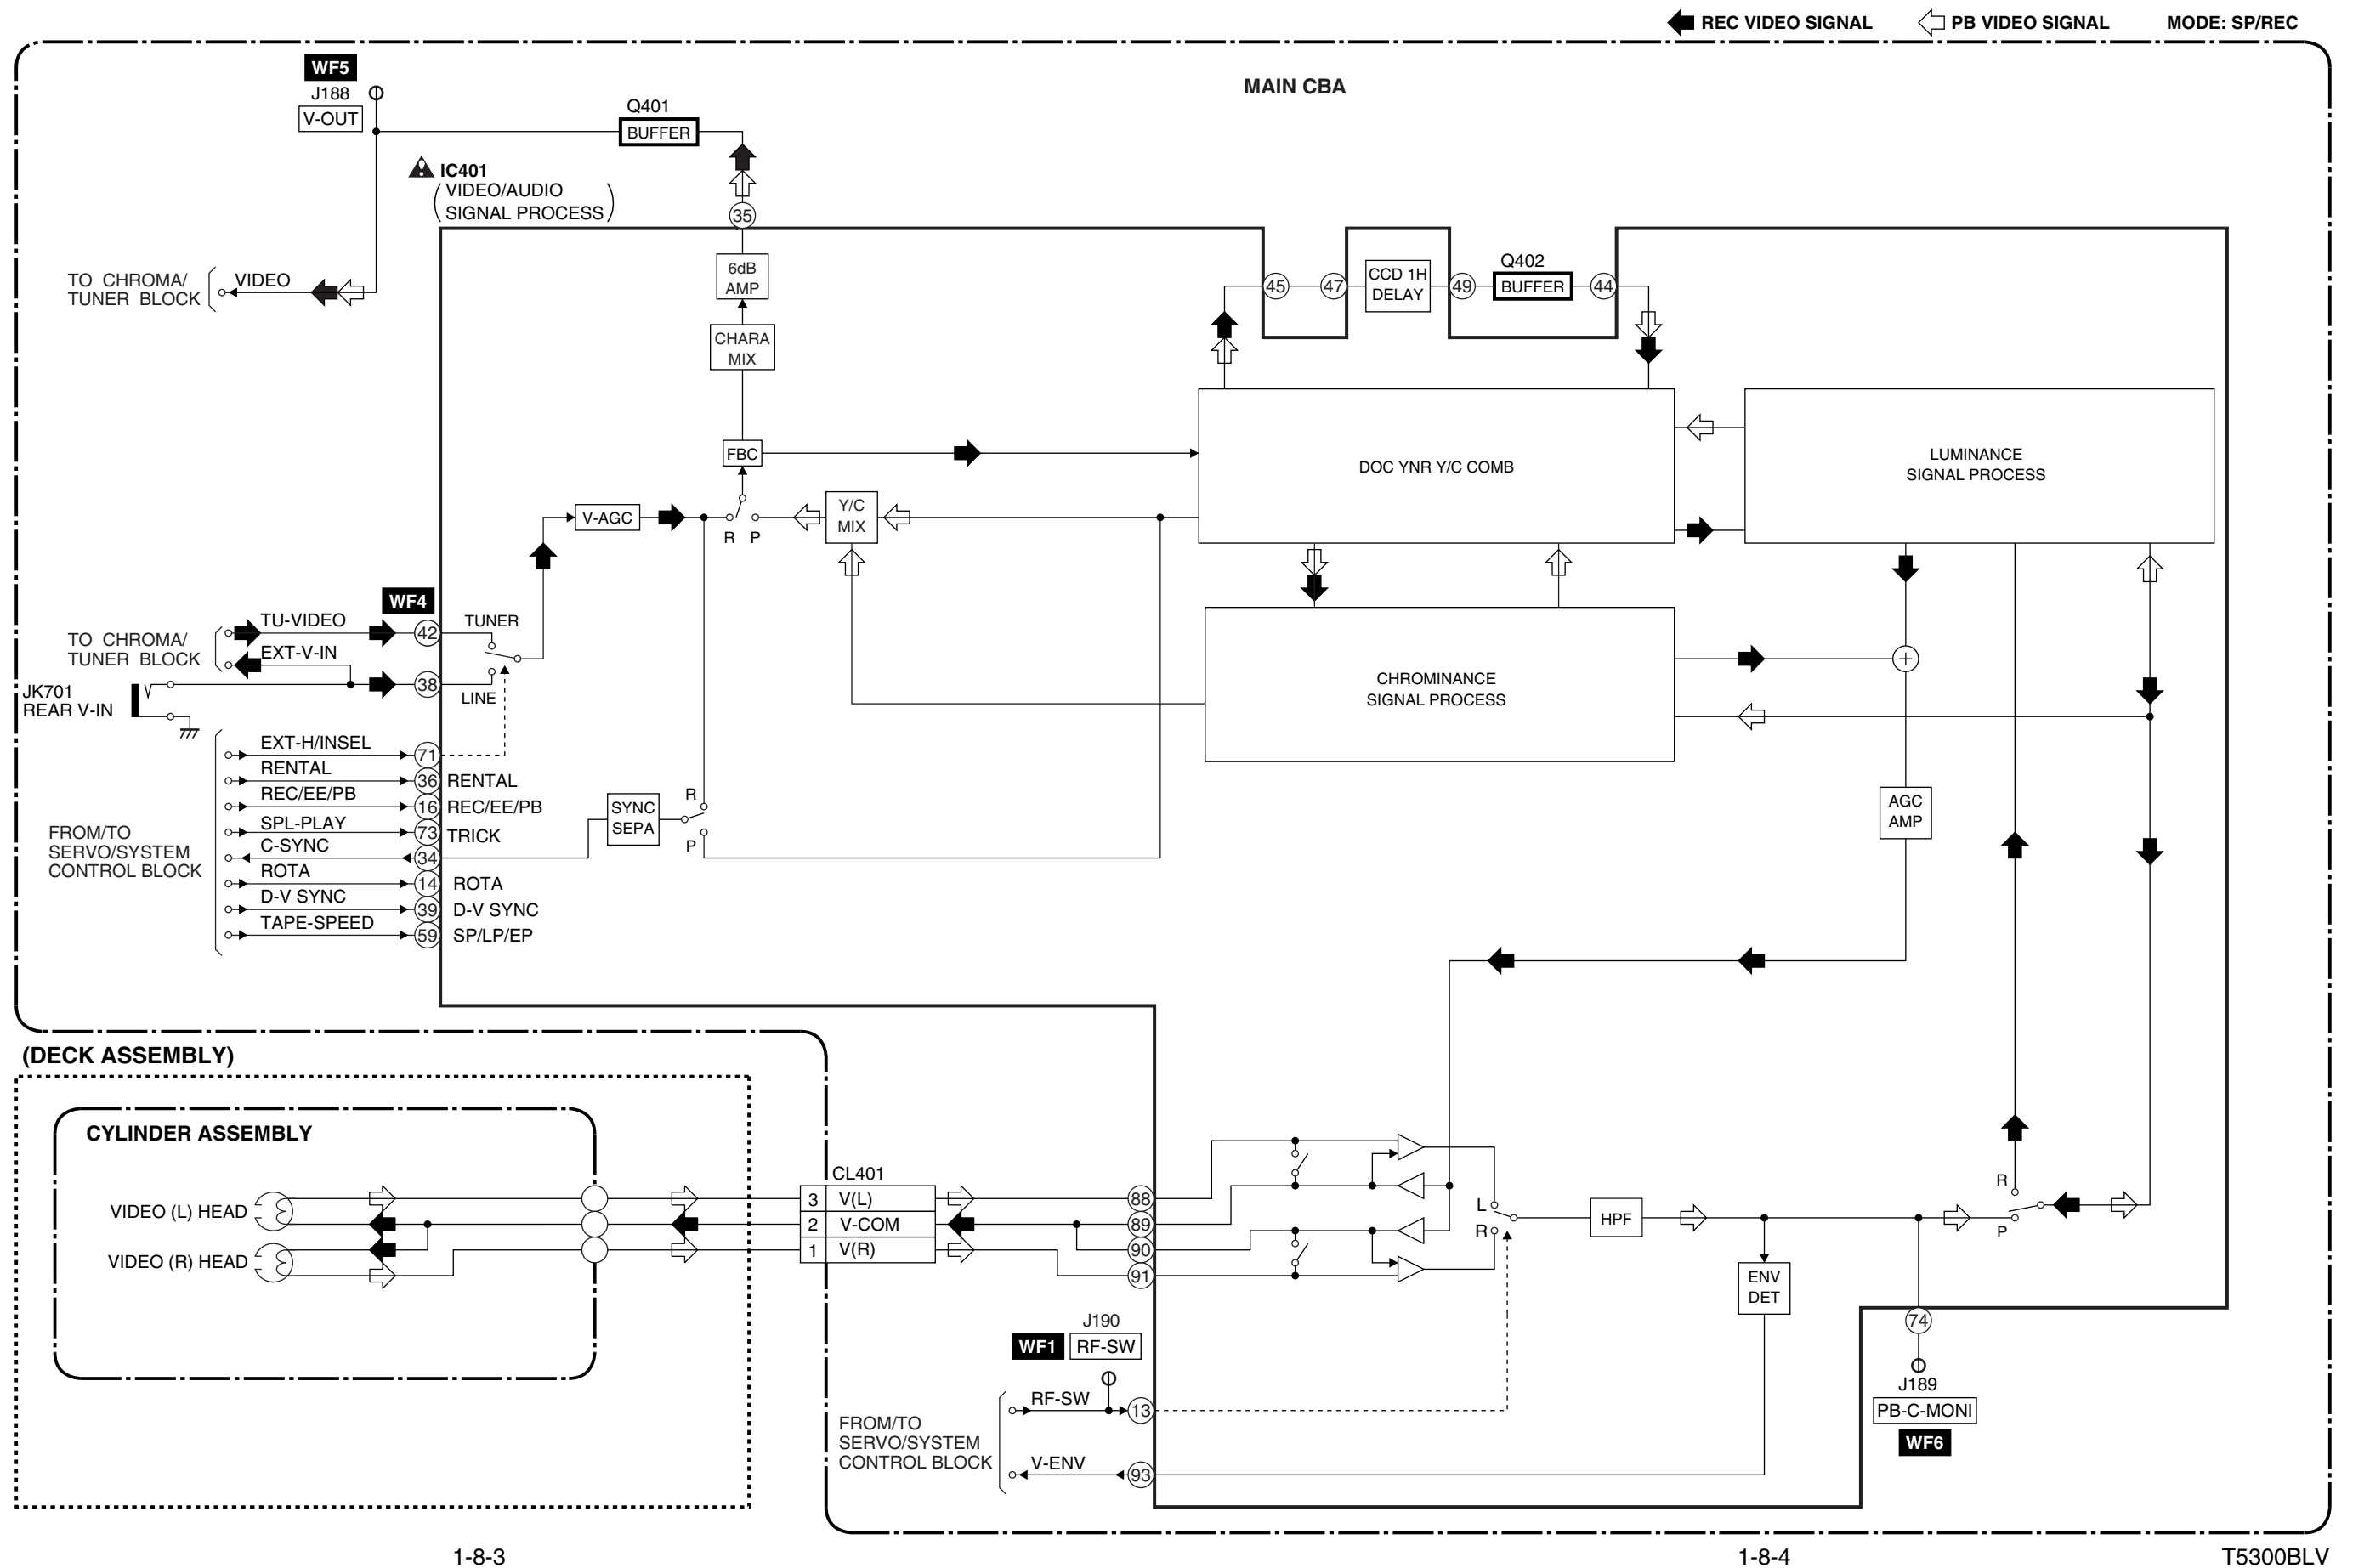 REC VIDEO SIGNAL PB VIDEO SIGNAL MODE: SP/REC
MAIN CBA
WF5
J188
V-OUT
Q401
BUFFER
IC401
VIDEO/AUDIO
SIGNAL PROCESS
35
TO CHROMA/
TUNER BLOCK
VIDEO
6dB
AMP
CHARA
MIX
FBC
45
47
CCD 1H
DELAY
49
Q402
BUFFER
44
DOC YNR Y/C COMB
LUMINANCE
SIGNAL PROCESS
V-AGC
R P
Y/C
MIX
WF4
TO CHROMA/
TUNER BLOCK
TU-VIDEO
42
TUNER
EXT-V-IN
38
LINE
JK701
REAR V-IN
CHROMINANCE
SIGNAL PROCESS
+
FROM/TO
SERVO/SYSTEM
CONTROL BLOCK
EXT-H/INSEL
71
RENTAL
36 RENTAL
REC/EE/PB
16 REC/EE/PB
SPL-PLAY
73 TRICK
C-SYNC
34
ROTA
14 ROTA
D-V SYNC
39 D-V SYNC
TAPE-SPEED
59 SP/LP/EP
SYNC
SEPA
R
P
AGC
AMP
(DECK ASSEMBLY)
CYLINDER ASSEMBLY
VIDEO (L) HEAD
VIDEO (R) HEAD
CL401
3 V(L)
2 V-COM
1 V(R)
88
89
90
91
L
R
HPF
R
P
ENV
DET
74
J189
PB-C-MONI
WF6
J190
WF1
RF-SW
FROM/TO
SERVO/SYSTEM
CONTROL BLOCK
RF-SW
13
V-ENV
93
1-8-3
1-8-4
T5300BLV